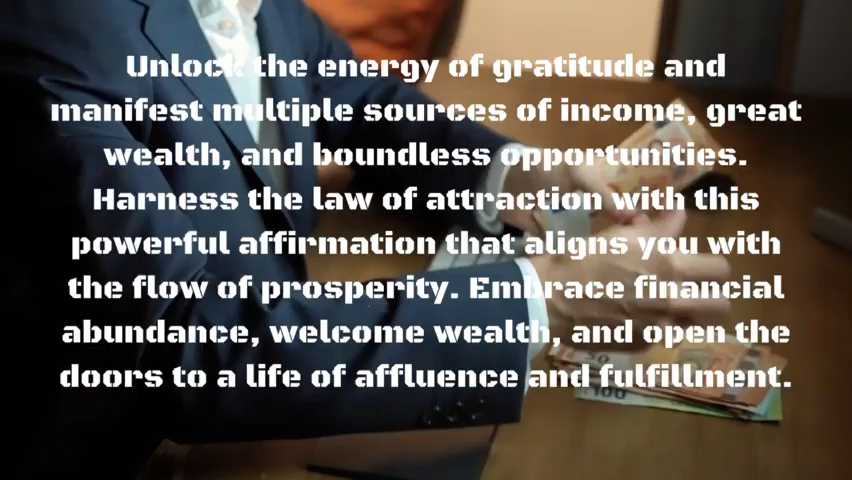 Unlock the energy of gratitude and
manifest multiple sources of income, great
wealth, and boundless opportunities.
Harness the law of attraction with this
powerful affirmation that aligns you with
the flow of prosperity. Embrace financial
abundance, welcome wealth, and open the
doors to a life of affluence and fulfillment.
50
100